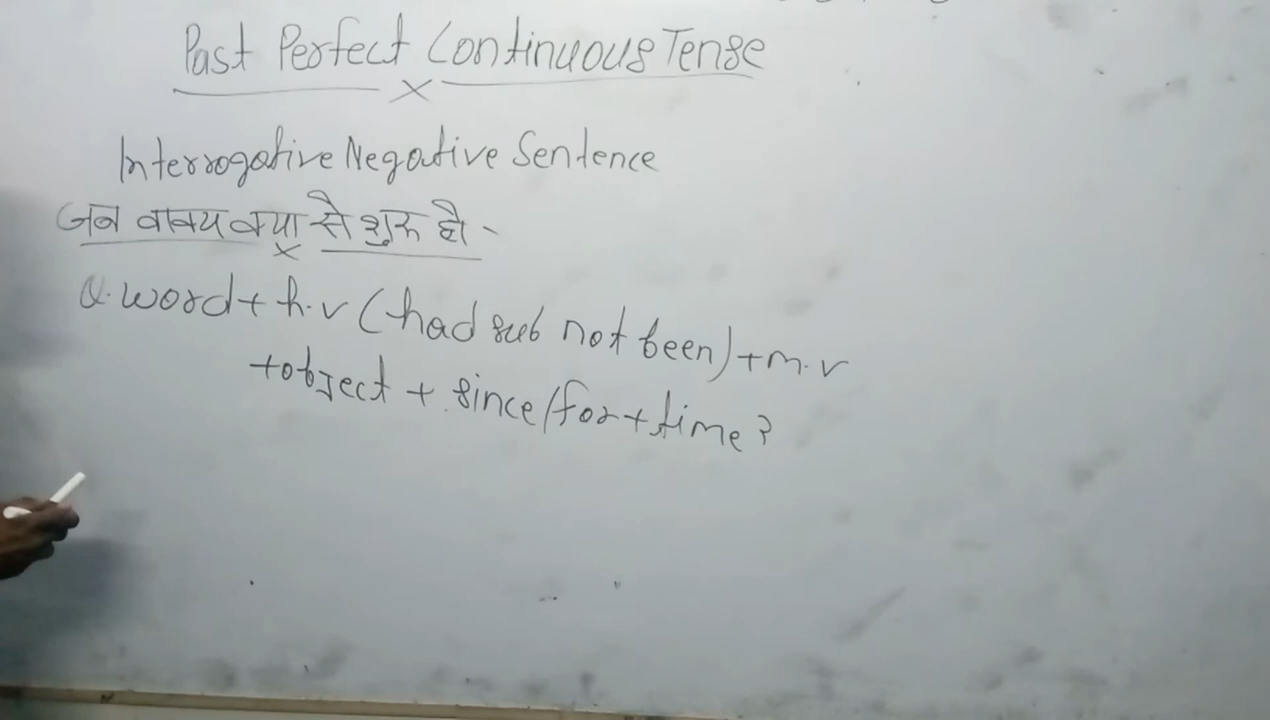 Past Perfect Continuous Tense
Interrogative Negative Sentence
जब वाक्य क्या से शुरु है -
Q. word + h.v (had sub not been) + m.v
+ object + since/for + time ?